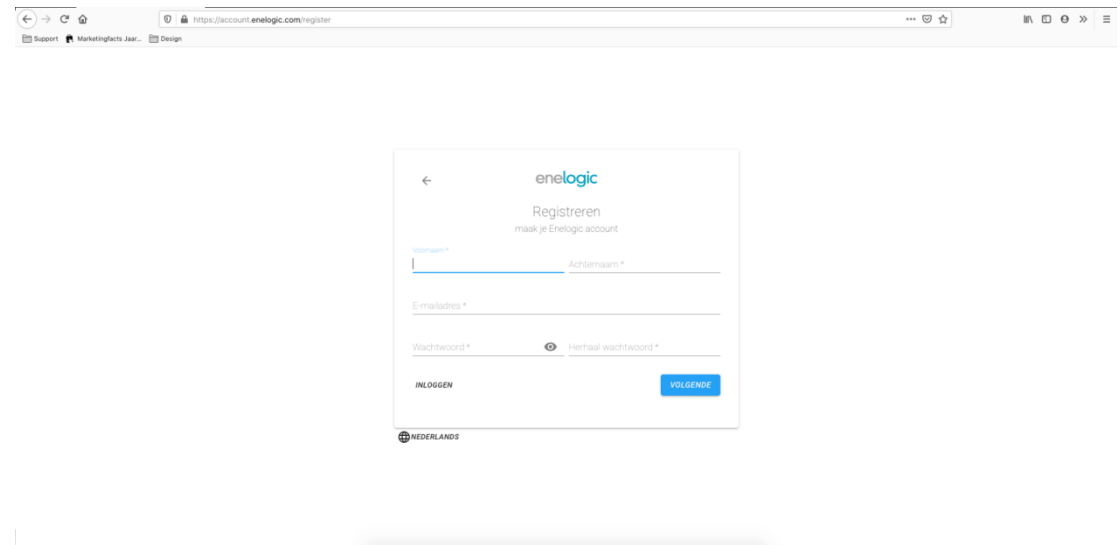 https://account.enelogic.com/register
Support Marketingfacts Jaar... Design
enelogic
Registreren
maak je Enelogic account
Voornaam *
Achternaam *
E-mailadres *
Wachtwoord * Herhaal wachtwoord *
INLOGGEN VOLGENDE
NEDERLANDS